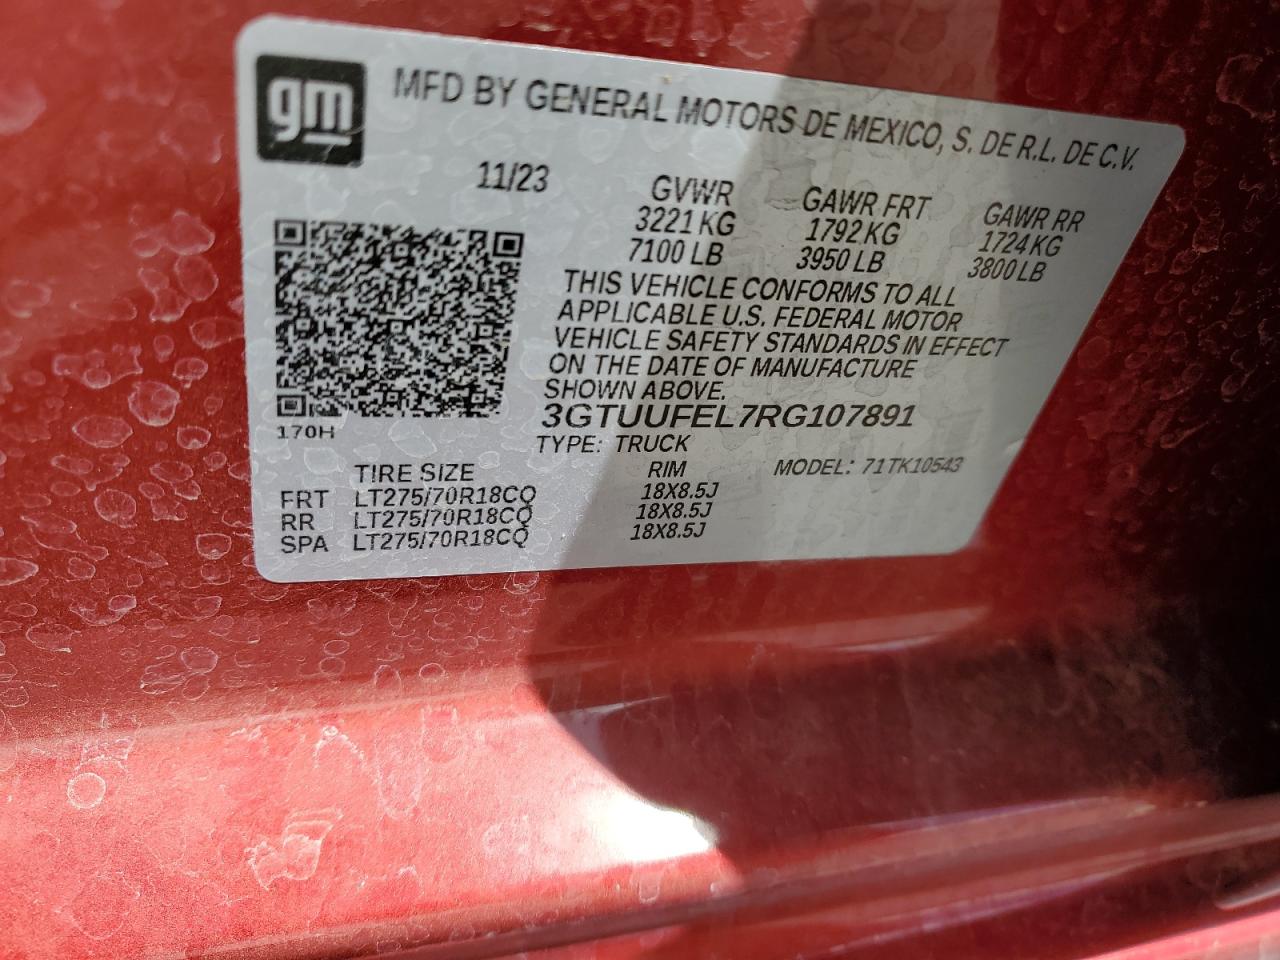 gm
MFD BY GENERAL MOTORS DE MEXICO, S. DE R.L. DE C.V.
11/23 GVWR GAWR FRT GAWR RR
3221 KG 1792 KG 1724 KG
7100 LB 3950 LB 3800 LB
THIS VEHICLE CONFORMS TO ALL
APPLICABLE U.S. FEDERAL MOTOR
VEHICLE SAFETY STANDARDS IN EFFECT
ON THE DATE OF MANUFACTURE
SHOWN ABOVE.
3GTUUFEL7RG107891
170H
TYPE: TRUCK
TIRE SIZE RIM MODEL: 71TK10543
FRT LT275/70R18CQ 18X8.5J
RR LT275/70R18CQ 18X8.5J
SPA LT275/70R18CQ 18X8.5J